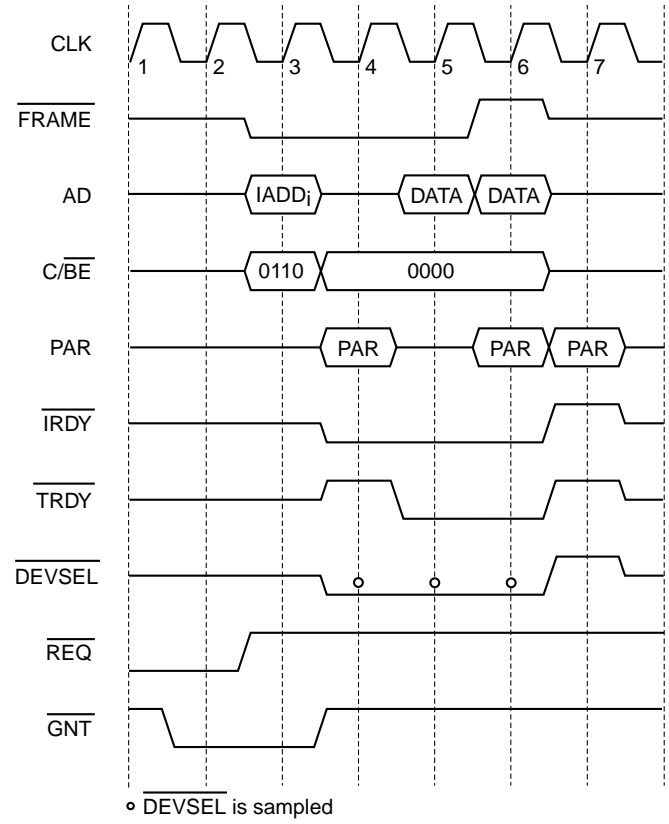 CLK
1 2 3 4 5 6 7
FRAME
AD
IADDi
DATA
DATA
C/BE
0110
0000
PAR
PAR
PAR
PAR
IRDY
TRDY
DEVSEL
REQ
GNT
DEVSEL is sampled